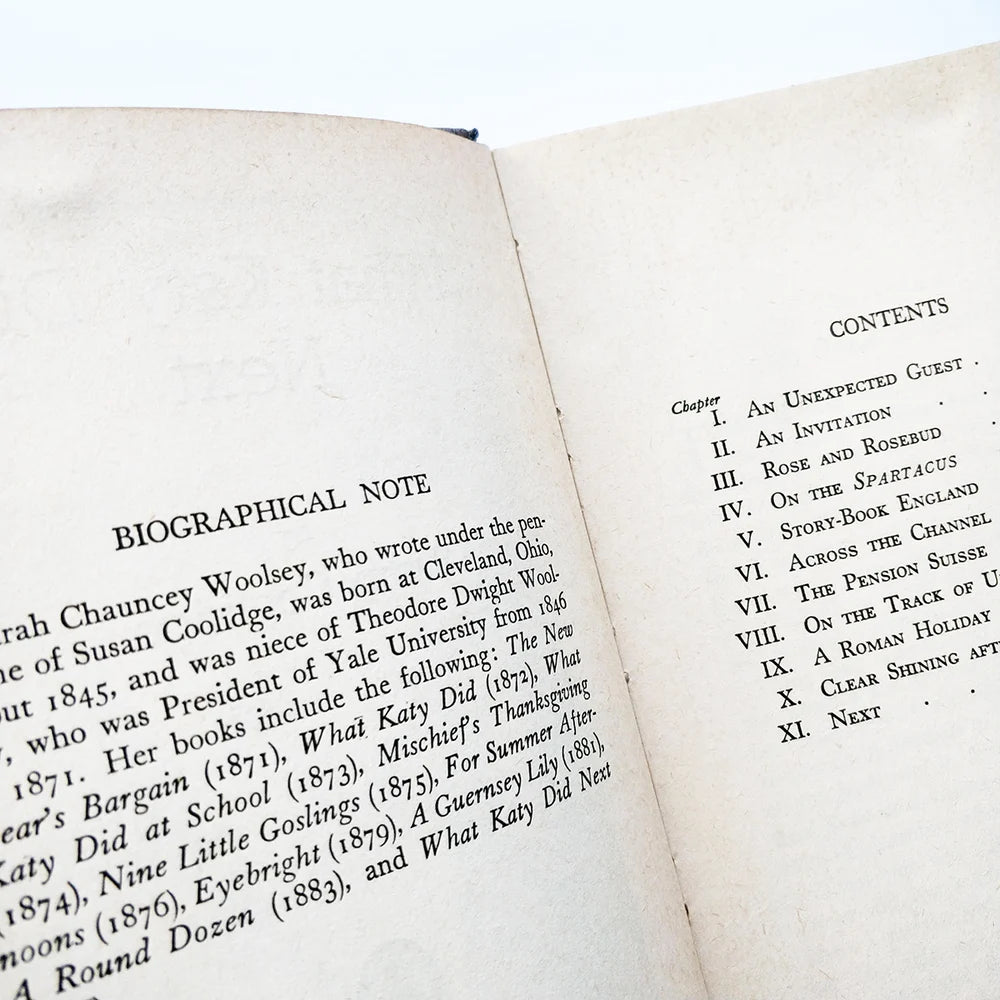 BIOGRAPHICAL NOTE
arah Chauncey Woolsey, who wrote under the pen-
me of Susan Coolidge, was born at Cleveland, Ohio,
out 1845, and was niece of Theodore Dwight Wool-
, who was President of Yale University from 1846
1871. Her books include the following: The New
ear's Bargain (1871), What Katy Did (1872), What
Katy Did at School (1873), Mischief's Thanksgiving
(1874), Nine Little Goslings (1875), For Summer After-
noons (1876), Eyebright (1879), A Guernsey Lily (1881),
A Round Dozen (1883), and What Katy Did Next
CONTENTS
Chapter
I. An Unexpected Guest .
II. An Invitation . .
III. Rose and Rosebud .
IV. On the Spartacus
V. Story-Book England
VI. Across the Channel
VII. The Pension Suisse
VIII. On the Track of U
IX. A Roman Holiday
X. Clear Shining aft
XI. Next . .